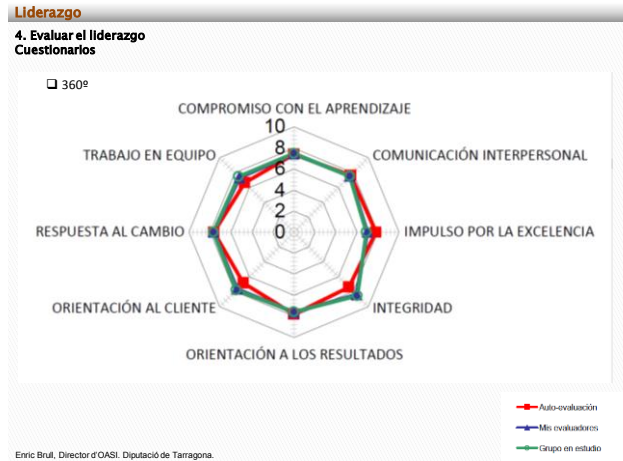 Liderazgo
4. Evaluar el liderazgo
Cuestionarios
360º
COMPROMISO CON EL APRENDIZAJE
10
8
6
4
2
0
TRABAJO EN EQUIPO
COMUNICACIÓN INTERPERSONAL
RESPUESTA AL CAMBIO
IMPULSO POR LA EXCELENCIA
ORIENTACIÓN AL CLIENTE
INTEGRIDAD
ORIENTACIÓN A LOS RESULTADOS
Auto-evaluación
Mis evaluadores
Grupo en estudio
Enric Brull, Director d'OASI. Diputació de Tarragona.